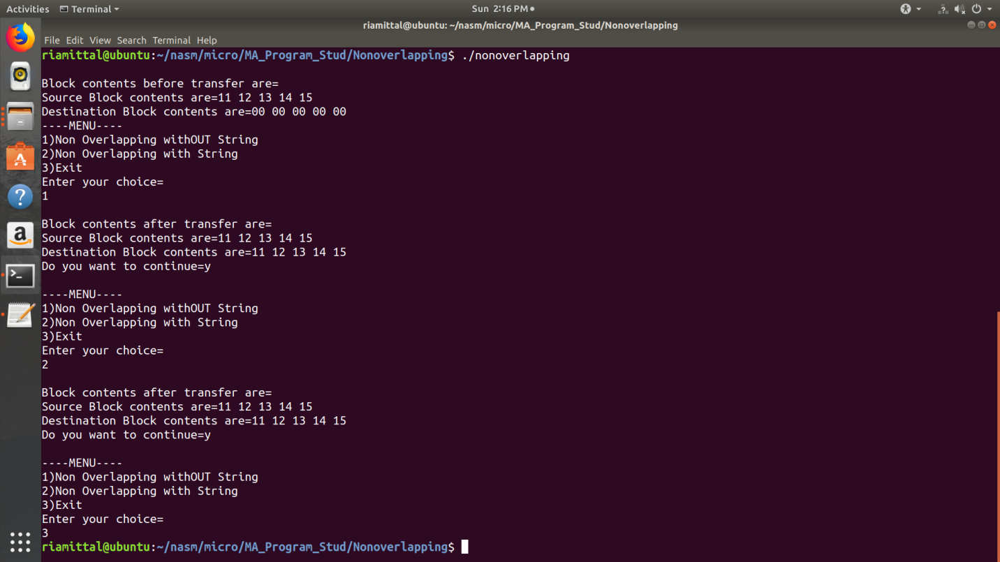 Activities Terminal Sun 2:16 PM
riamittal@ubuntu: ~/nasm/micro/MA_Program_Stud/Nonoverlapping
File Edit View Search Terminal Help
riamittal@ubuntu:~/nasm/micro/MA_Program_Stud/Nonoverlapping$ ./nonoverlapping
Block contents before transfer are=
Source Block contents are=11 12 13 14 15
Destination Block contents are=00 00 00 00 00
----MENU----
1)Non Overlapping withOUT String
2)Non Overlapping with String
3)Exit
Enter your choice=
1
Block contents after transfer are=
Source Block contents are=11 12 13 14 15
Destination Block contents are=11 12 13 14 15
Do you want to continue=y
----MENU----
1)Non Overlapping withOUT String
2)Non Overlapping with String
3)Exit
Enter your choice=
2
Block contents after transfer are=
Source Block contents are=11 12 13 14 15
Destination Block contents are=11 12 13 14 15
Do you want to continue=y
----MENU----
1)Non Overlapping withOUT String
2)Non Overlapping with String
3)Exit
Enter your choice=
3
riamittal@ubuntu:~/nasm/micro/MA_Program_Stud/Nonoverlapping$